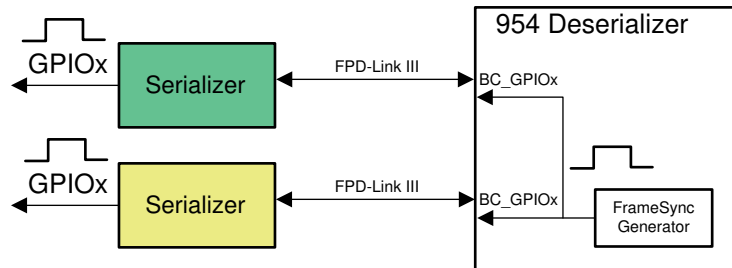 954 Deserializer
GPIOx
Serializer
FPD-Link III
BC_GPIOx
GPIOx
Serializer
FPD-Link III
BC_GPIOx
FrameSync
Generator